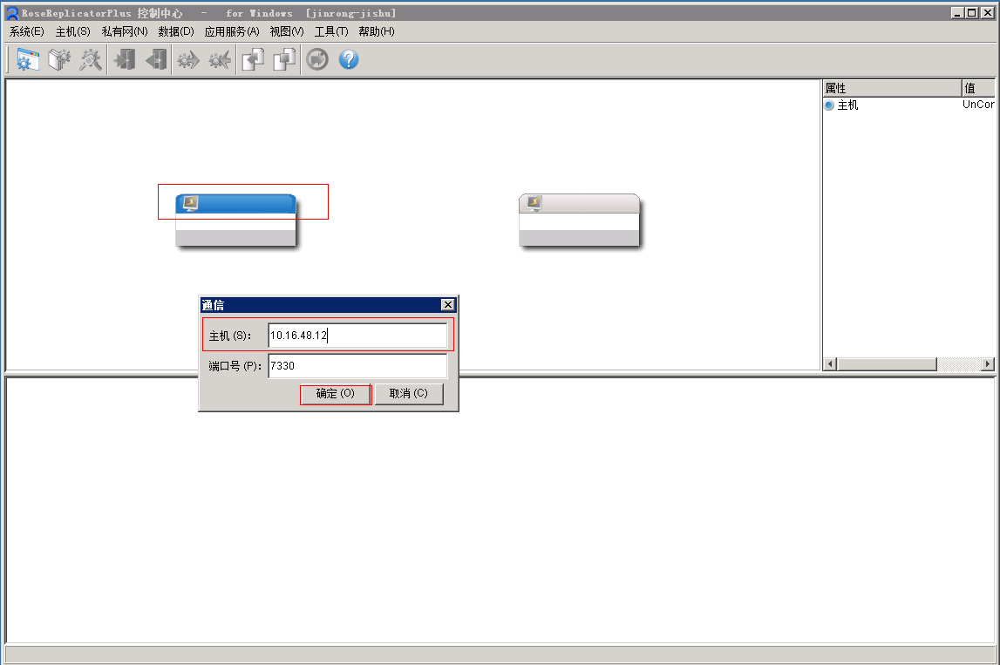 RoseReplicatorPlus 控制中心 - for Windows [jinrong-jishu]
系统(E) 主机(S) 私有网(N) 数据(D) 应用服务(A) 视图(V) 工具(T) 帮助(H)
属性 值
主机 UnCor
通信
主机 (S): 10.16.48.12
端口号 (P): 7330
确定 (O) 取消 (C)